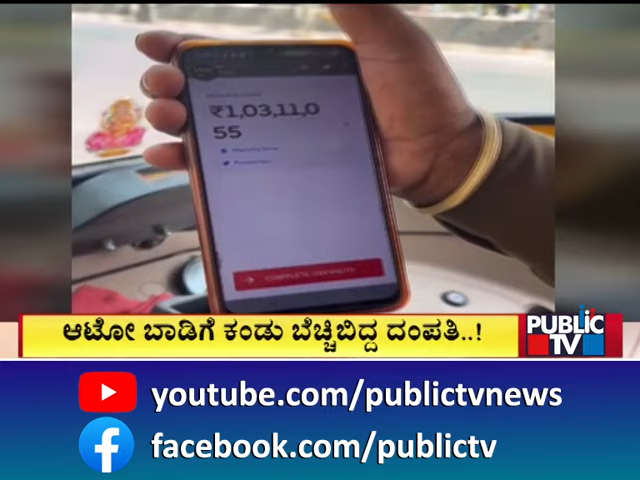 ₹1,03,11,0
55
ಆಟೋ ಬಾಡಿಗೆ ಕಂಡು ಬೆಚ್ಚಿಬಿದ್ದ ದಂಪತಿ..!
PUBLiC
TV
youtube.com/publictvnews
facebook.com/publictv